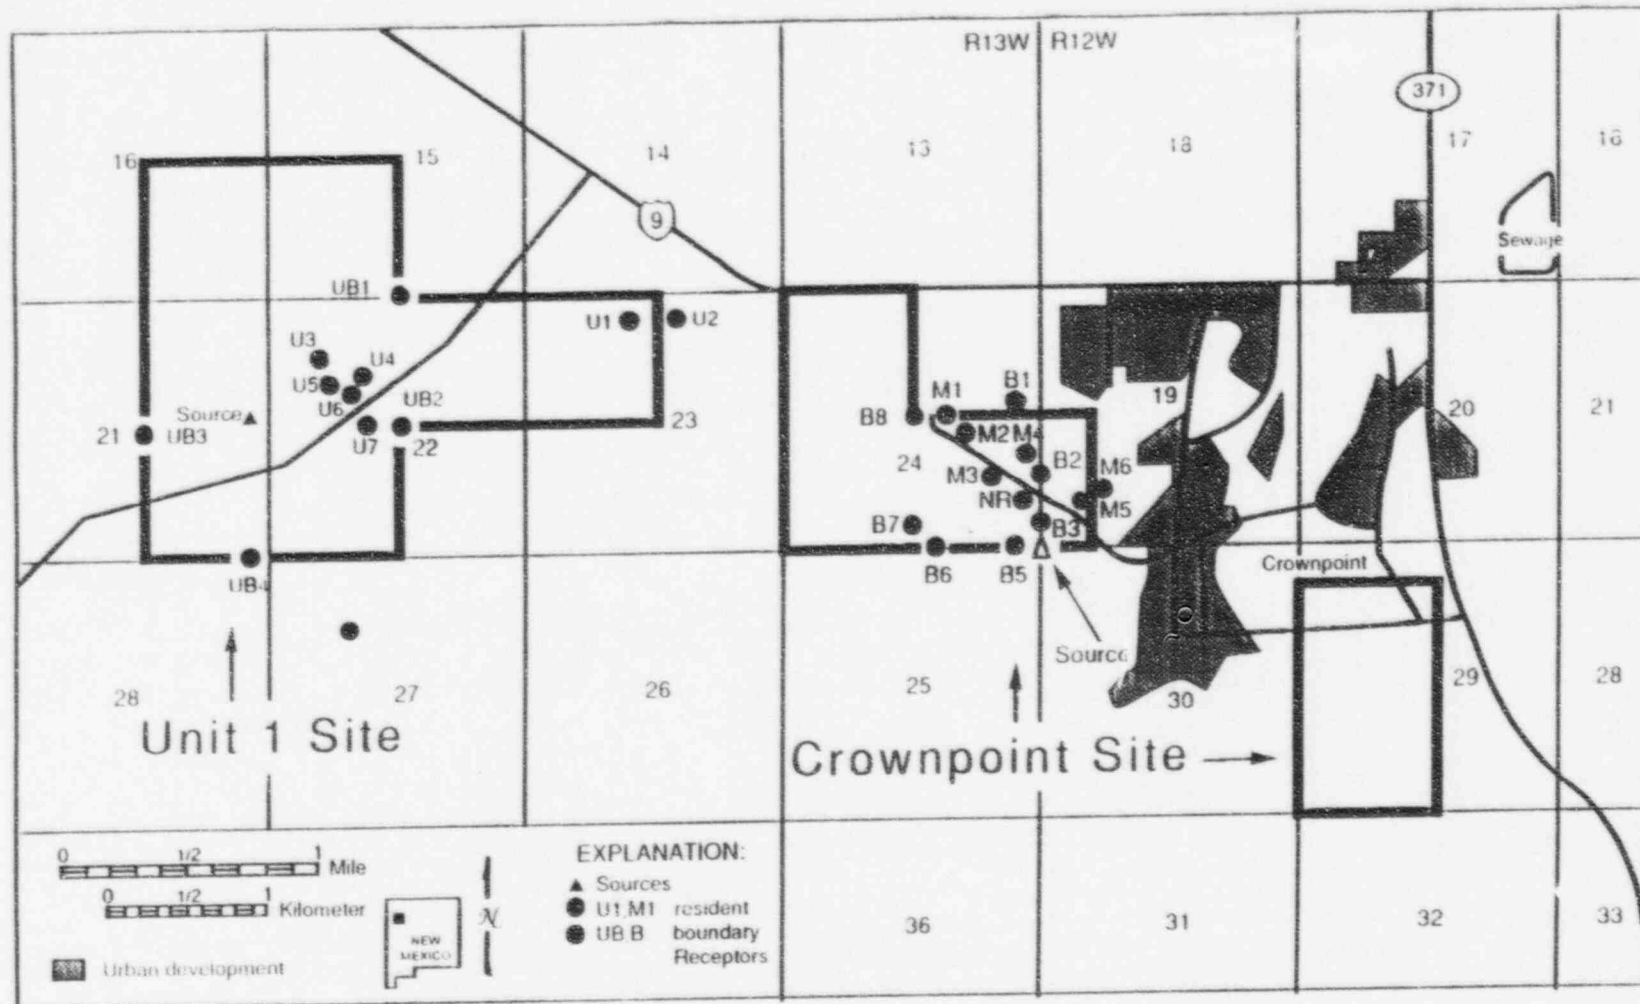 R13W R12W
371
16 15 14 13 18 17 16
9
Sewage
UB1
U1 U2
U3
U4
U5
U6
UB2
Source
21 UB3
U7 22
23
M1 B1
B8
M2 M4
19
20
21
24
B2
M3
M6
NR
M5
B7
B3
B6 B5
UB4
Crownpoint
Source
28 27 26 25 30 29 28
Unit 1 Site
Crownpoint Site
0 1/2 1
Mile
0 1/2 1
Kilometer
Urban development
NEW
MEXICO
N
EXPLANATION:
Sources
U1,M1 resident
UB,B boundary
Receptors
36 31 32 33